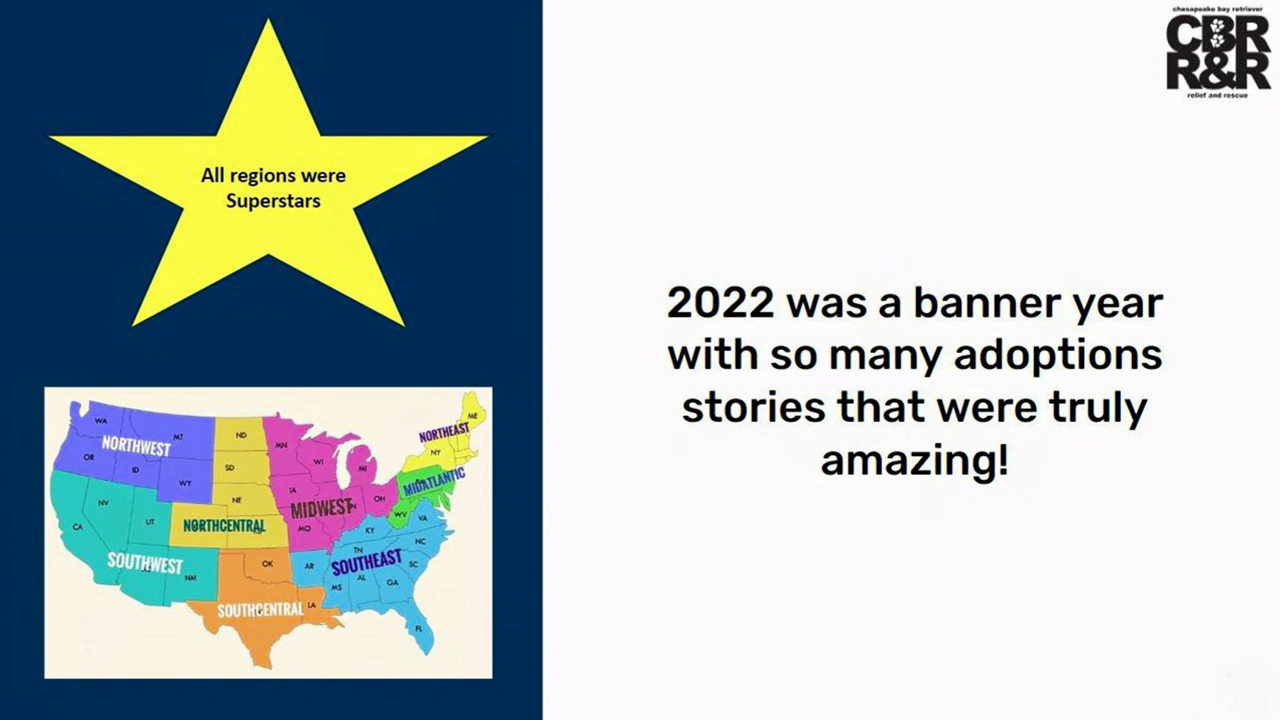 All regions were
Superstars
chesapeake bay retriever
CBR
R&R
relief and rescue
2022 was a banner year
with so many adoptions
stories that were truly
amazing!
WA
MT
NORTHWEST
OR
ID
WY
ND
SD
NE
NORTHCENTRAL
MN
WI
MI
IA
MIDWEST
OH
MO
ME
NORTHEAST
NY
MIDATLANTIC
WV
NV
UT
CA
SOUTHWEST
NM
OK
SOUTHCENTRAL
LA
VA
KY
NC
TN
SOUTHEAST
SC
AR
MS
AL
GA
FL